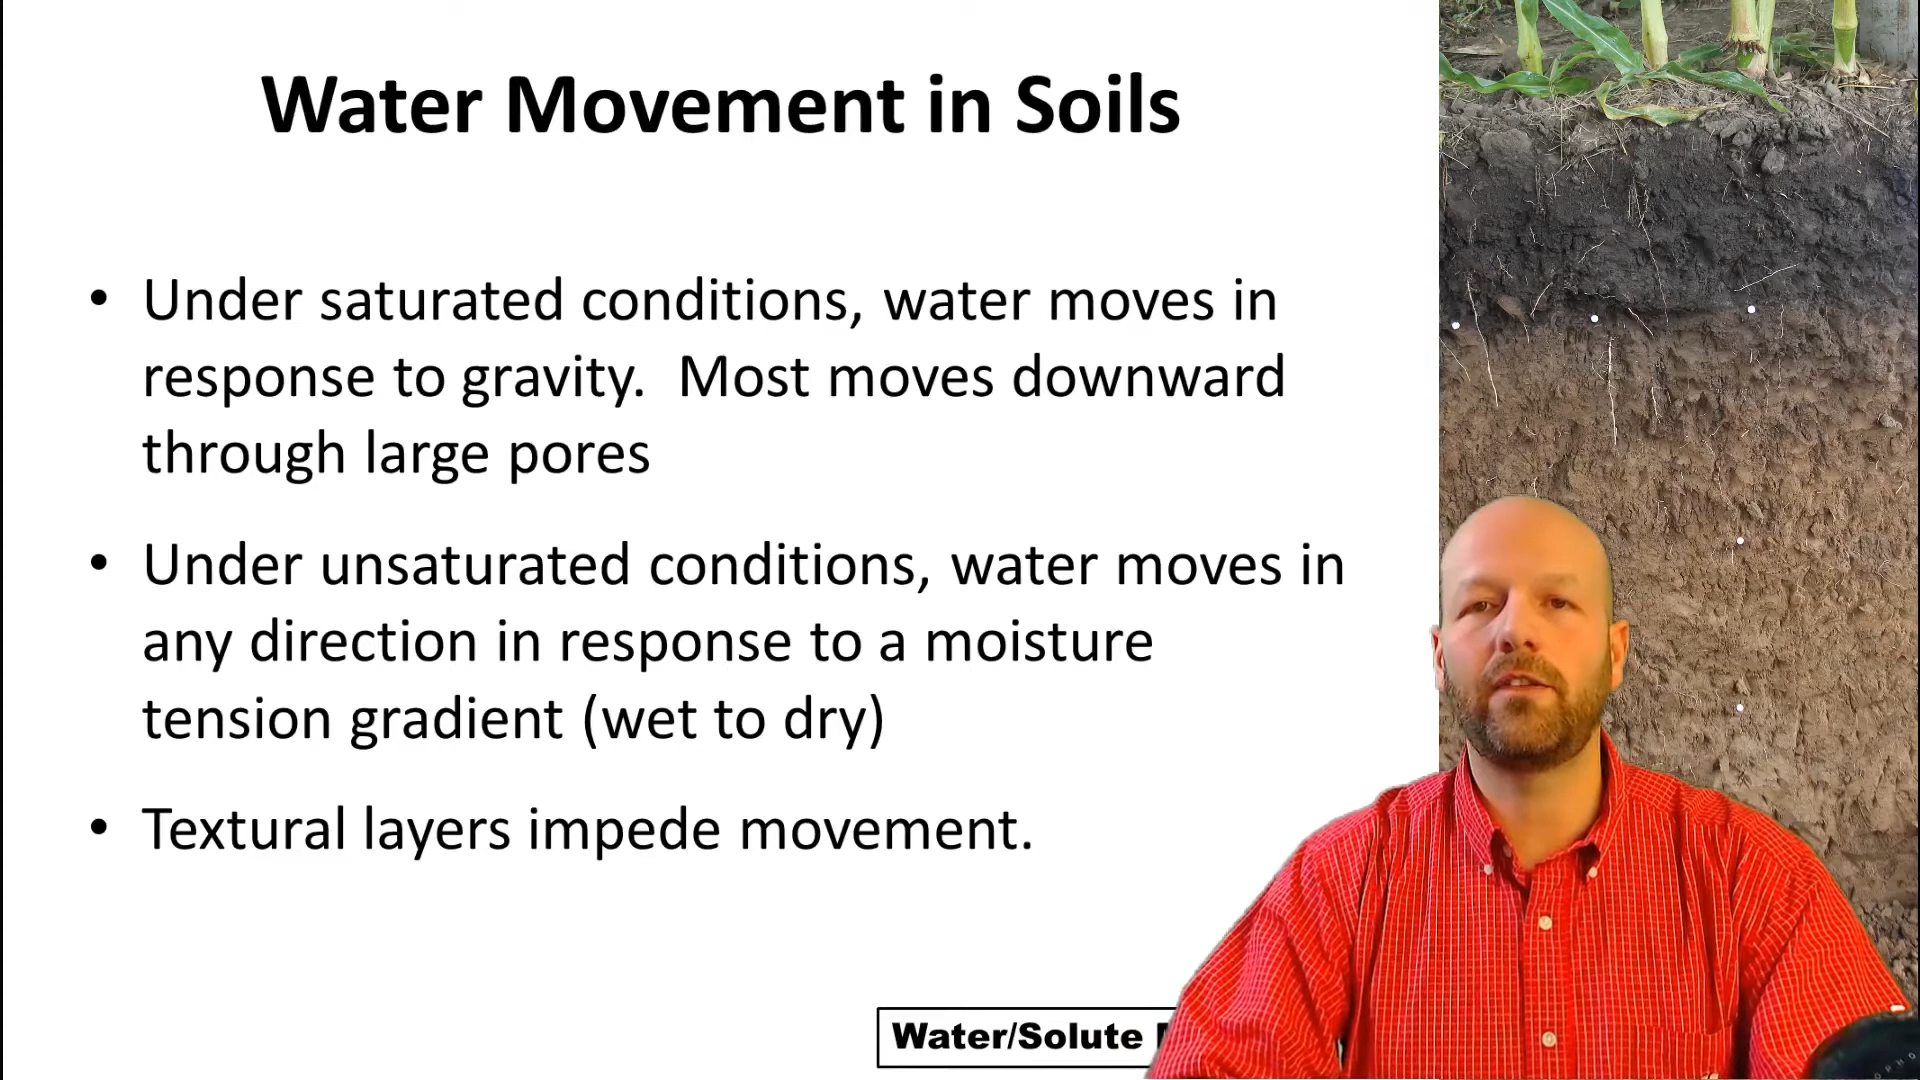 Water Movement in Soils
• Under saturated conditions, water moves in
response to gravity.  Most moves downward
through large pores
• Under unsaturated conditions, water moves in
any direction in response to a moisture
tension gradient (wet to dry)
• Textural layers impede movement.
Water/Solute